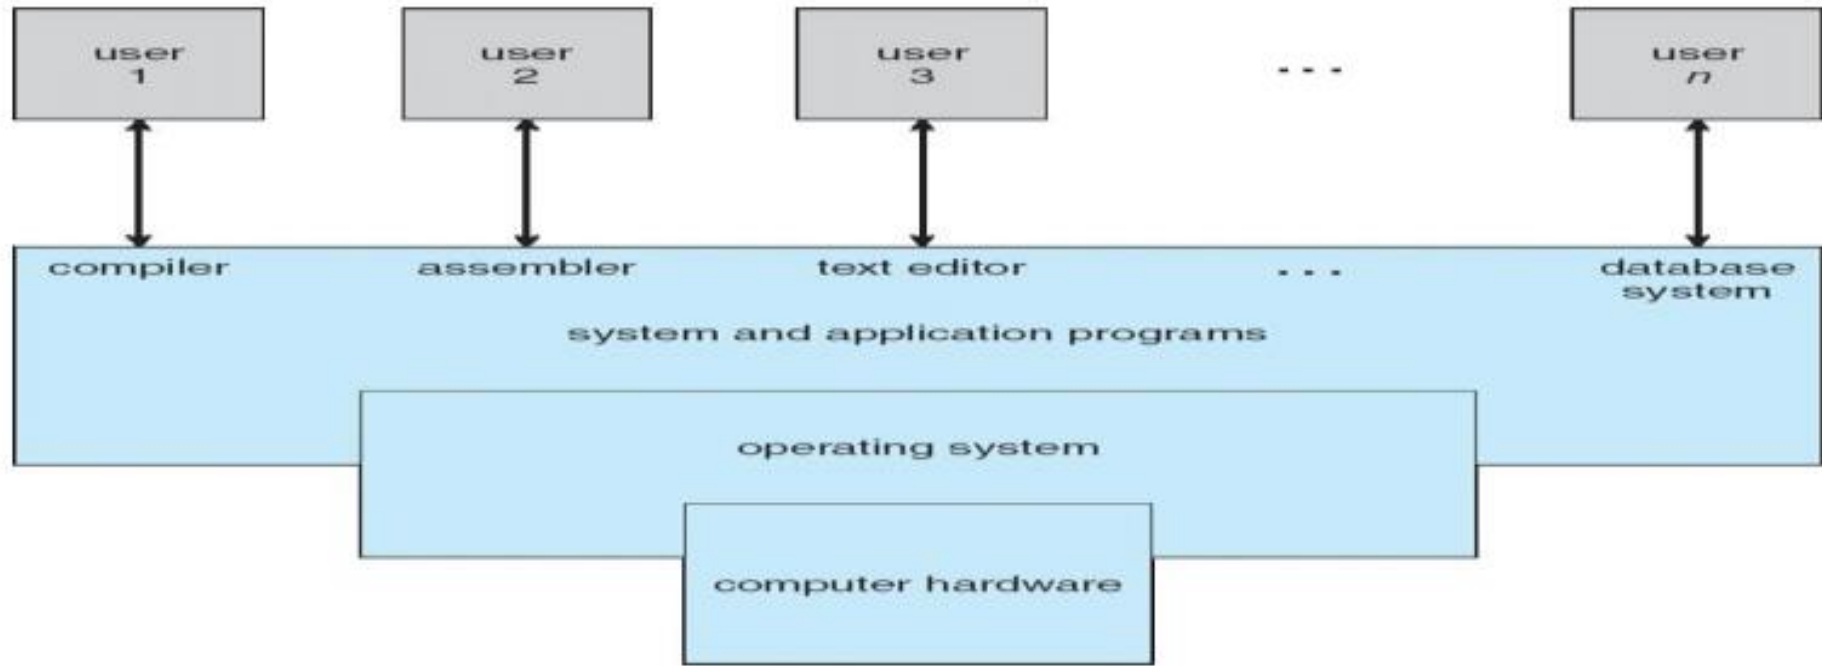 user
1
user
2
user
3
...
user
n
compiler
assembler
text editor
...
database
system
system and application programs
operating system
computer hardware